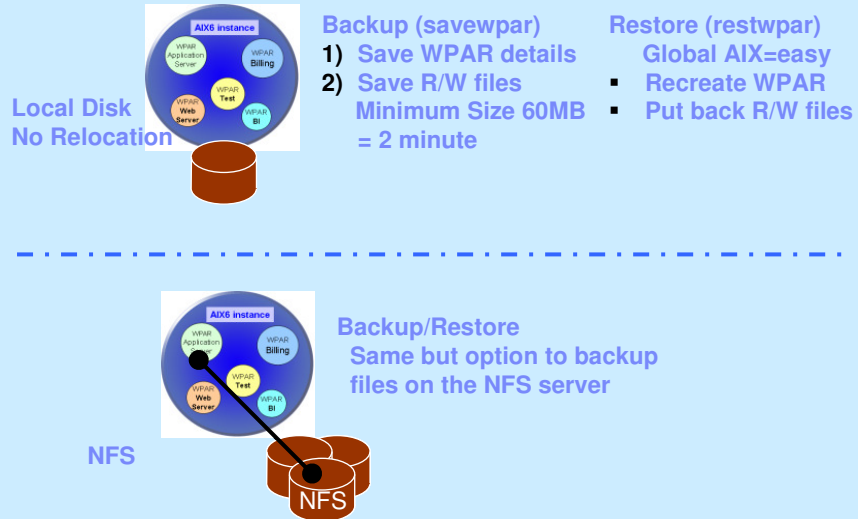 AIX6 instance
WPAR
Application
Server
WPAR
Billing
WPAR
Test
WPAR
Web
Server
WPAR
BI
Local Disk
No Relocation
Backup (savewpar)
1) Save WPAR details
2) Save R/W files
Minimum Size 60MB
= 2 minute
Restore (restwpar)
Global AIX=easy
▪ Recreate WPAR
▪ Put back R/W files
AIX6 instance
WPAR
Application
Server
WPAR
Billing
WPAR
Test
WPAR
Web
Server
WPAR
BI
Backup/Restore
Same but option to backup
files on the NFS server
NFS
NFS